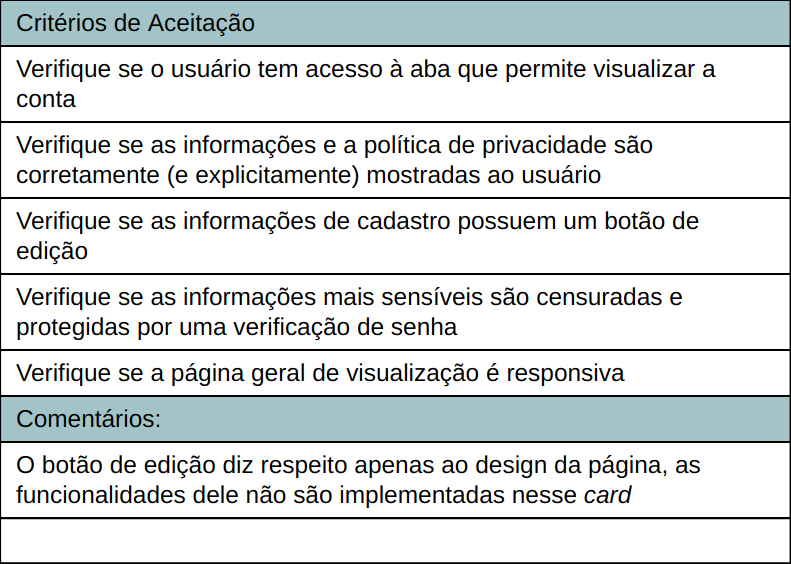 Critérios de Aceitação
Verifique se o usuário tem acesso à aba que permite visualizar a
conta
Verifique se as informações e a política de privacidade são
corretamente (e explicitamente) mostradas ao usuário
Verifique se as informações de cadastro possuem um botão de
edição
Verifique se as informações mais sensíveis são censuradas e
protegidas por uma verificação de senha
Verifique se a página geral de visualização é responsiva
Comentários:
O botão de edição diz respeito apenas ao design da página, as
funcionalidades dele não são implementadas nesse card